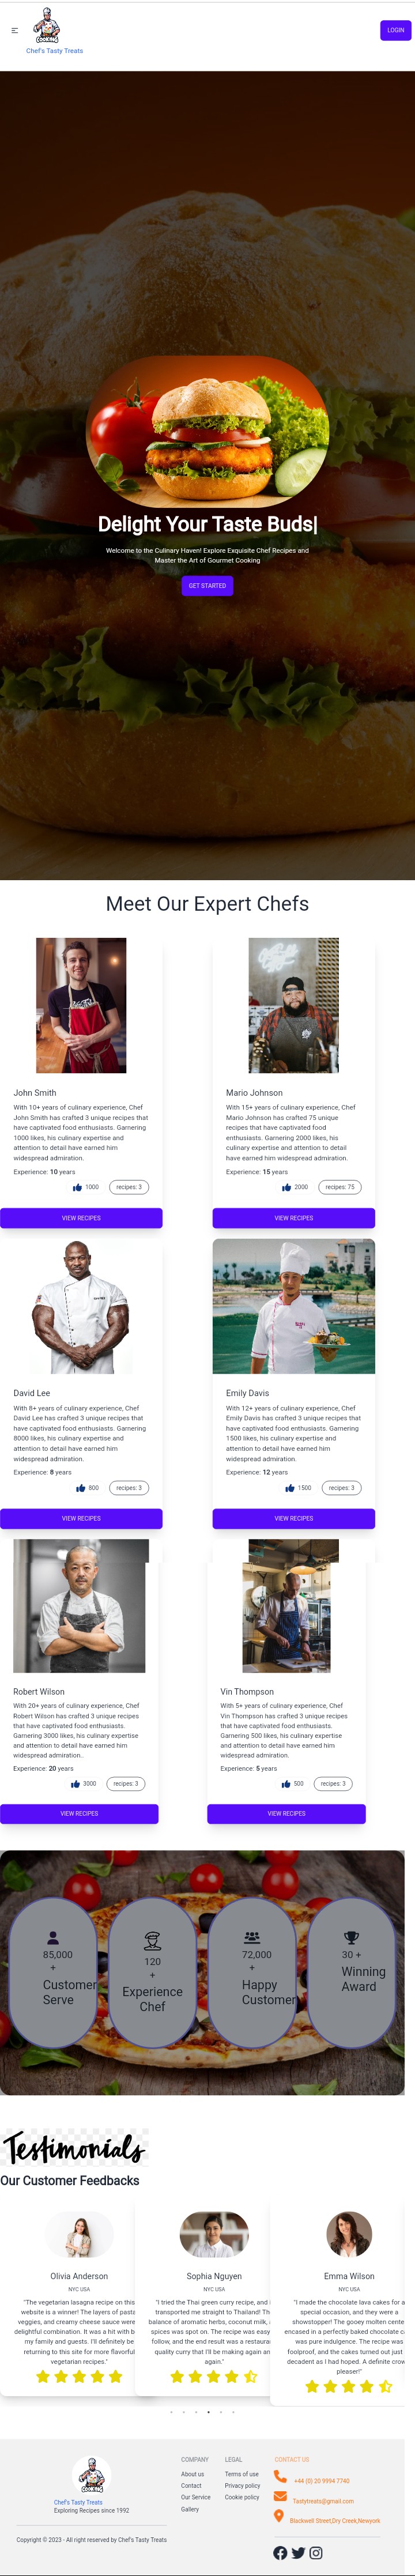 COOKING
Chef's Tasty Treats
LOGIN
Delight Your Taste Buds|
Welcome to the Culinary Haven! Explore Exquisite Chef Recipes and
Master the Art of Gourmet Cooking
GET STARTED
Meet Our Expert Chefs
John Smith
With 10+ years of culinary experience, Chef
John Smith has crafted 3 unique recipes that
have captivated food enthusiasts. Garnering
1000 likes, his culinary expertise and
attention to detail have earned him
widespread admiration.
Experience: 10 years
1000
recipes: 3
VIEW RECIPES
Mario Johnson
With 15+ years of culinary experience, Chef
Mario Johnson has crafted 75 unique
recipes that have captivated food
enthusiasts. Garnering 2000 likes, his
culinary expertise and attention to detail
have earned him widespread admiration.
Experience: 15 years
2000
recipes: 75
VIEW RECIPES
David Lee
With 8+ years of culinary experience, Chef
David Lee has crafted 3 unique recipes that
have captivated food enthusiasts. Garnering
8000 likes, his culinary expertise and
attention to detail have earned him
widespread admiration.
Experience: 8 years
800
recipes: 3
VIEW RECIPES
Emily Davis
With 12+ years of culinary experience, Chef
Emily Davis has crafted 3 unique recipes that
have captivated food enthusiasts. Garnering
1500 likes, his culinary expertise and
attention to detail have earned him
widespread admiration.
Experience: 12 years
1500
recipes: 3
VIEW RECIPES
Robert Wilson
With 20+ years of culinary experience, Chef
Robert Wilson has crafted 3 unique recipes
that have captivated food enthusiasts.
Garnering 3000 likes, his culinary expertise
and attention to detail have earned him
widespread admiration..
Experience: 20 years
3000
recipes: 3
VIEW RECIPES
Vin Thompson
With 5+ years of culinary experience, Chef
Vin Thompson has crafted 3 unique recipes
that have captivated food enthusiasts.
Garnering 500 likes, his culinary expertise
and attention to detail have earned him
widespread admiration.
Experience: 5 years
500
recipes: 3
VIEW RECIPES
85,000
+
Customer
Serve
120
+
Experience
Chef
72,000
+
Happy
Customer
30 +
Winning
Award
Testimonials
Our Customer Feedbacks
Olivia Anderson
NYC USA
"The vegetarian lasagna recipe on this
website is a winner! The layers of pasta
veggies, and creamy cheese sauce were
delightful combination. It was a hit with b
my family and guests. I'll definitely be
returning to this site for more flavorful
vegetarian recipes."
Sophia Nguyen
NYC USA
"I tried the Thai green curry recipe, and i
transported me straight to Thailand! Th
balance of aromatic herbs, coconut milk,
spices was spot on. The recipe was easy
follow, and the end result was a restaura
quality curry that I'll be making again an
again."
Emma Wilson
NYC USA
"I made the chocolate lava cakes for a
special occasion, and they were a
showstopper! The gooey molten cente
encased in a perfectly baked chocolate c
was pure indulgence. The recipe was
foolproof, and the cakes turned out just
decadent as I had hoped. A definite crow
pleaser!"
Chef's Tasty Treats
Exploring Recipes since 1992
Copyright © 2023 - All right reserved by Chef's Tasty Treats
COMPANY
About us
Contact
Our Service
Gallery
LEGAL
Terms of use
Privacy policy
Cookie policy
CONTACT US
+44 (0) 20 9994 7740
Tastytreats@gmail.com
Blackwell Street,Dry Creek,Newyork